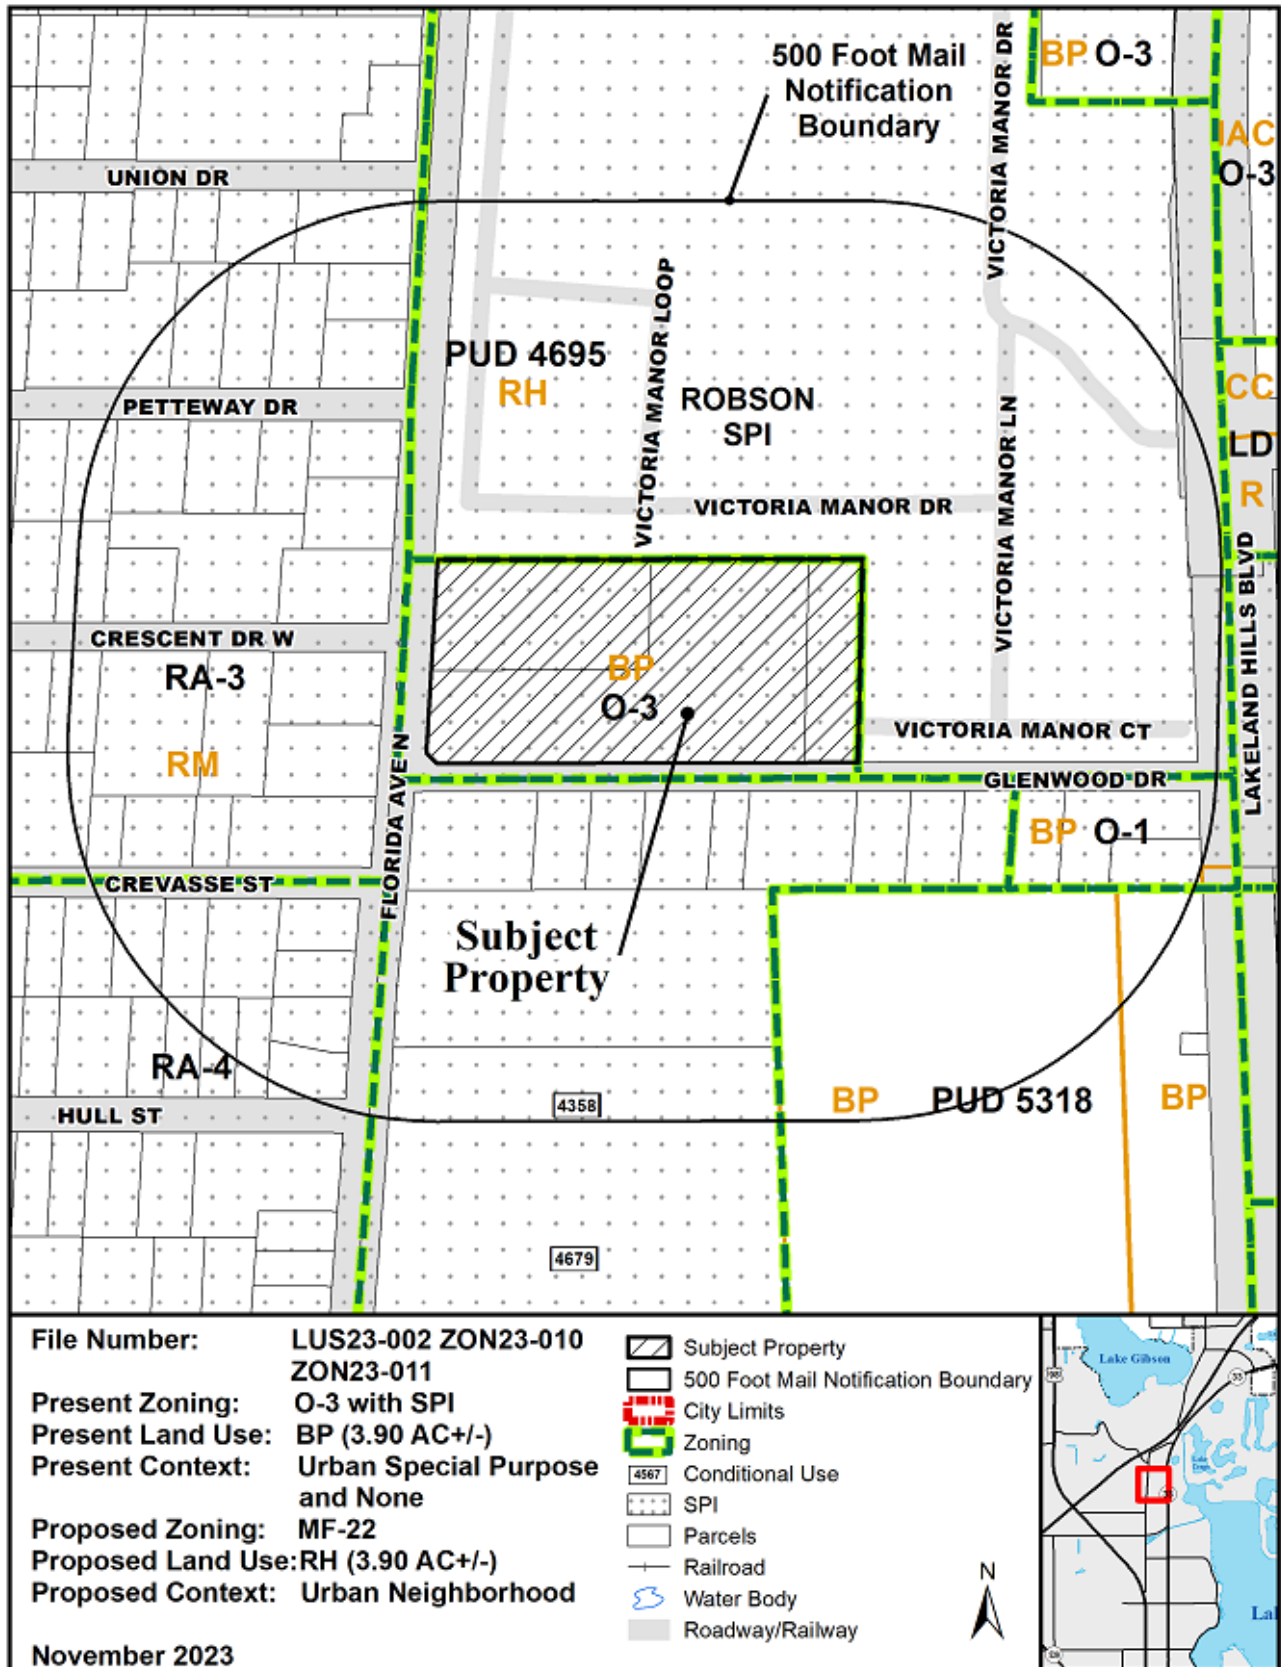 500 Foot Mail
Notification
Boundary
BP O-3
VICTORIA MANOR DR
IAC
O-3
UNION DR
VICTORIA MANOR LOOP
PUD 4695
RH
ROBSON
SPI
CC
LD
R
PETTEWAY DR
VICTORIA MANOR DR
VICTORIA MANOR LN
LAKELAND HILLS BLVD
CRESCENT DR W
RA-3
RM
BP
O-3
VICTORIA MANOR CT
GLENWOOD DR
FLORIDA AVE N
BP O-1
CREVASSE ST
Subject
Property
RA-4
HULL ST
4358
BP
PUD 5318
BP
4679
File Number: LUS23-002 ZON23-010
ZON23-011
Present Zoning: O-3 with SPI
Present Land Use: BP (3.90 AC+/-)
Present Context: Urban Special Purpose
and None
Proposed Zoning: MF-22
Proposed Land Use: RH (3.90 AC+/-)
Proposed Context: Urban Neighborhood
November 2023
Subject Property
500 Foot Mail Notification Boundary
City Limits
Zoning
4567 Conditional Use
SPI
Parcels
Railroad
Water Body
Roadway/Railway
N
Lake Gibson
98
33